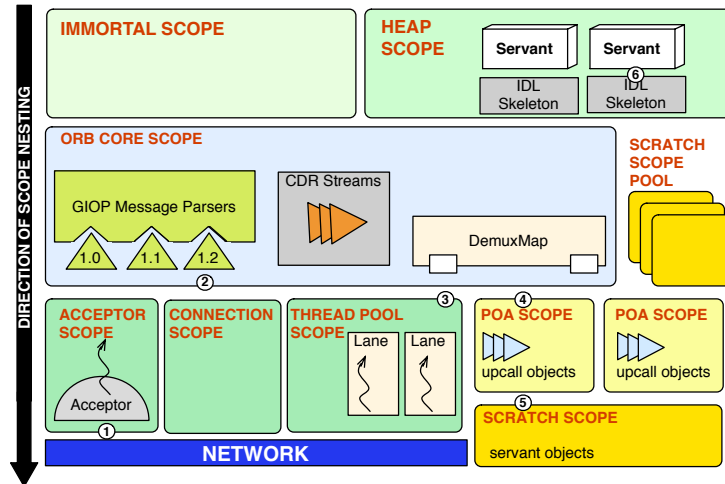 DIRECTION OF SCOPE NESTING
IMMORTAL SCOPE
HEAP
SCOPE
Servant
Servant
6
IDL
Skeleton
IDL
Skeleton
ORB CORE SCOPE
GIOP Message Parsers
1.0
1.1
1.2
2
CDR Streams
DemuxMap
SCRATCH
SCOPE
POOL
ACCEPTOR
SCOPE
Acceptor
1
CONNECTION
SCOPE
THREAD POOL
SCOPE
3
Lane
Lane
4
POA SCOPE
upcall objects
POA SCOPE
upcall objects
5
SCRATCH SCOPE
servant objects
NETWORK